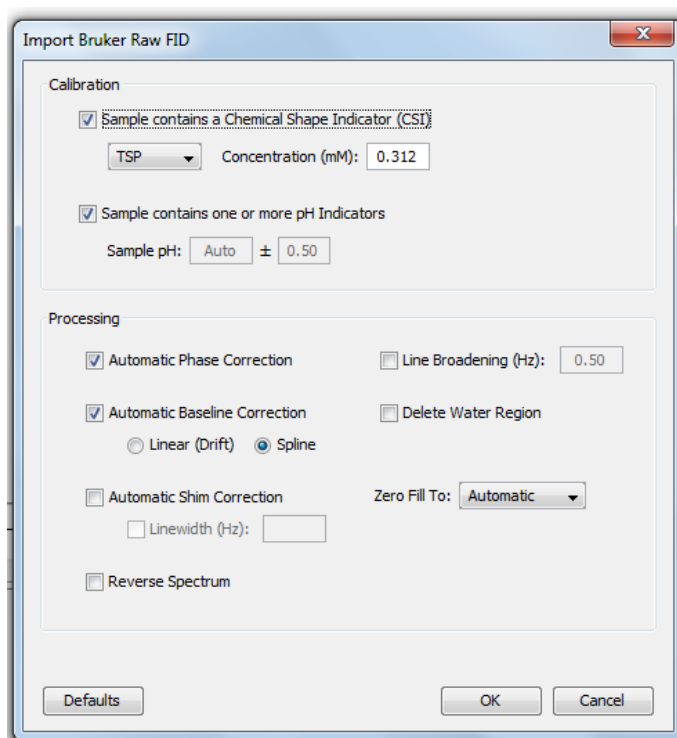 Import Bruker Raw FID
Calibration
Sample contains a Chemical Shape Indicator (CSI)
TSP Concentration (mM): 0.312
Sample contains one or more pH Indicators
Sample pH: Auto ± 0.50
Processing
Automatic Phase Correction Line Broadening (Hz): 0.50
Automatic Baseline Correction Delete Water Region
Linear (Drift) Spline
Automatic Shim Correction Zero Fill To: Automatic
Linewidth (Hz):
Reverse Spectrum
Defaults OK Cancel